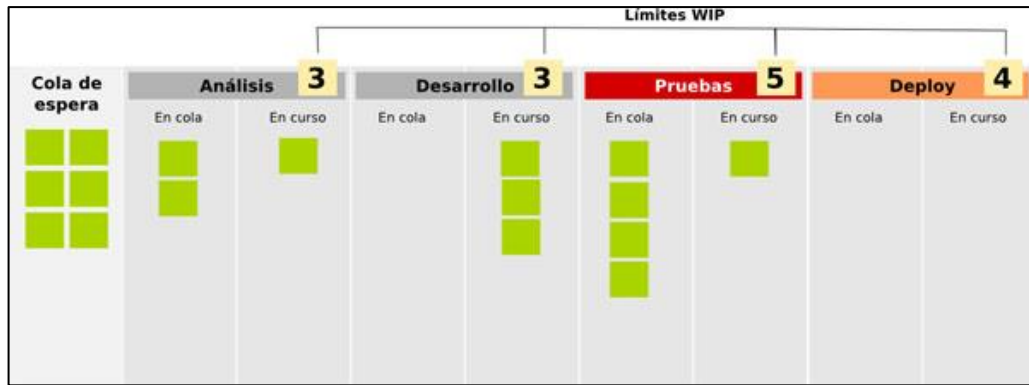 Límites WIP
Cola de
espera
Análisis 3
Desarrollo 3
Pruebas 5
Deploy 4
En cola
En curso
En cola
En curso
En cola
En curso
En cola
En curso